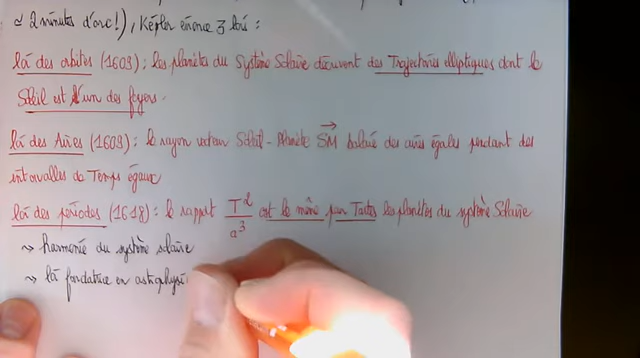 2 minutes d'arc!), Képler énonce 3 lois :
loi des orbites (1609) : les planètes du Système Solaire décrivent des Trajectoires elliptiques dont le
Soleil est l'un des foyers.
loi des Aires (1609) : le rayon vecteur Soleil-Planète SM balaie des aires égales pendant des
intervalles de Temps égaux
loi des périodes (1618) : le rapport T²/a³ est le même pour Toutes les planètes du système Solaire
↝ harmonie du système solaire
↝ loi fondatrice en astrophysi